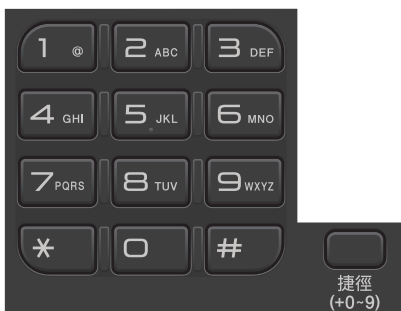 1 @ 2 ABC 3 DEF
4 GHI 5 JKL 6 MNO
7 PQRS 8 TUV 9 WXYZ
* 0 #
捷徑
(+0~9)